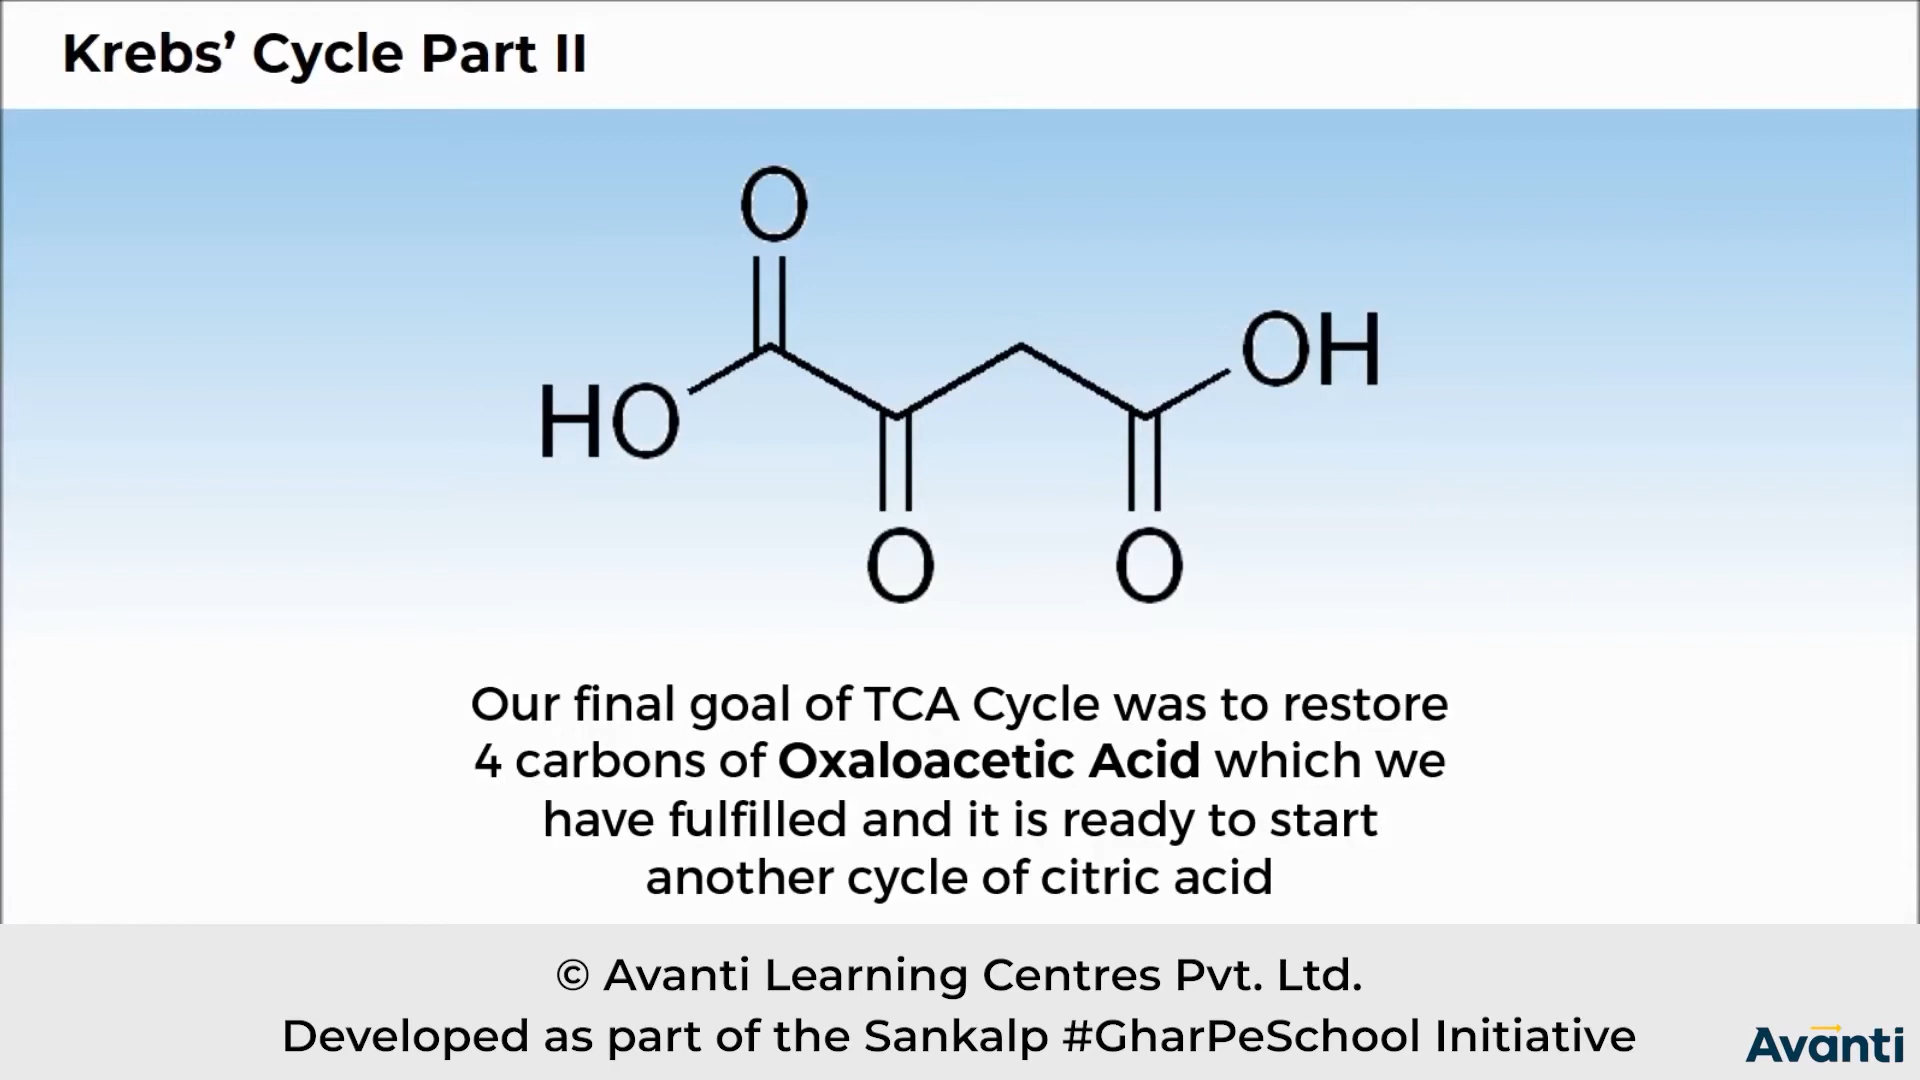 Krebs’ Cycle Part II
O
OH
HO
O
O
Our final goal of TCA Cycle was to restore
4 carbons of Oxaloacetic Acid which we
have fulfilled and it is ready to start
another cycle of citric acid
© Avanti Learning Centres Pvt. Ltd.
Developed as part of the Sankalp #GharPeSchool Initiative
Avanti